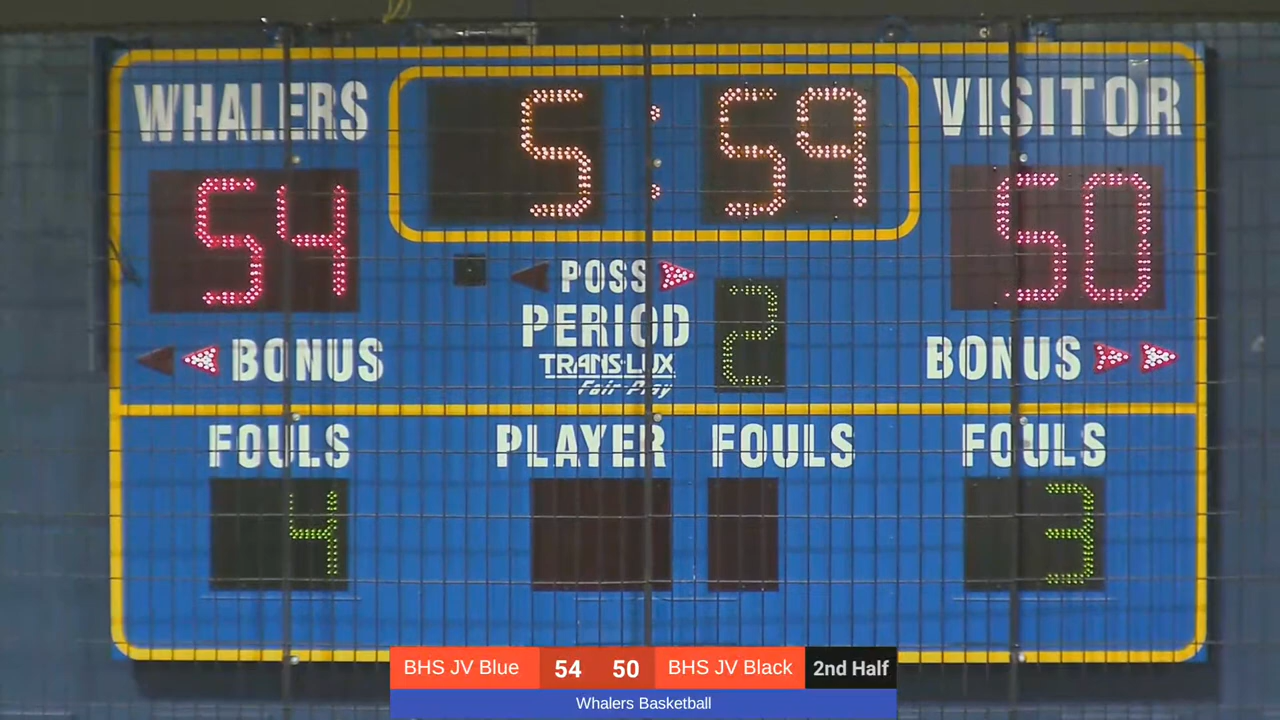 WHALERS 5:59 VISITOR
54 50
POSS
PERIOD 2
TRANS-LUX
Fair-Play
BONUS BONUS
FOULS PLAYER FOULS FOULS
4 3
BHS JV Blue 54 50 BHS JV Black 2nd Half
Whalers Basketball